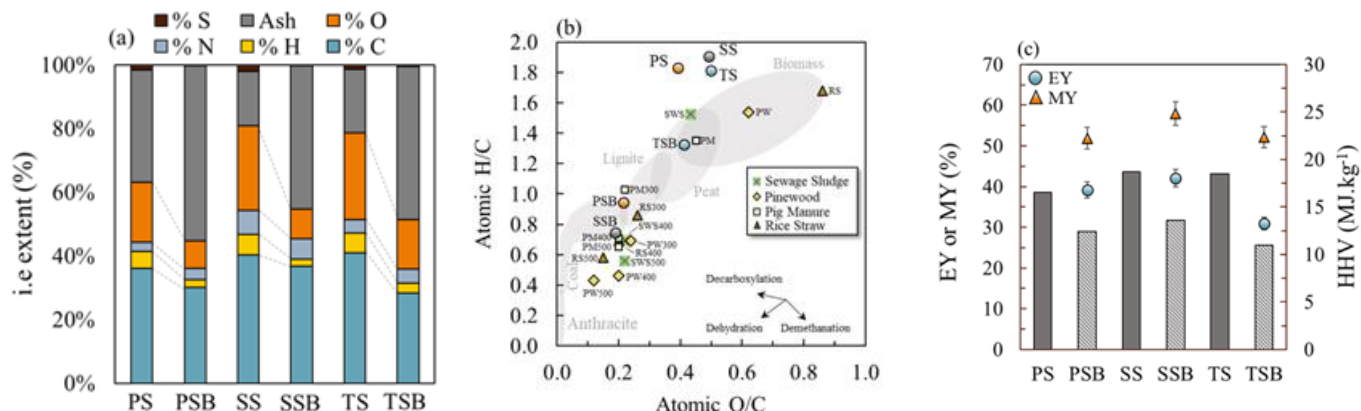 (a)
% S Ash % O
% N % H % C
i.e extent (%)
100%
80%
60%
40%
20%
0%
PS PSB SS SSB TS TSB
(b)
Atomic H/C
2.0
1.8
1.6
1.4
1.2
1.0
0.8
0.6
0.4
0.2
0.0
SS
PS
TS
Biomass
RS
SWS
PW
TSB
PM
Lignite
Peat
PM300
PSB
RS300
SSB
SWS400
PM400
PW300
PM500
RS400
RS500
SWS500
PW400
PW500
Coal
Anthracite
Sewage Sludge
Pinewood
Pig Manure
Rice Straw
Decarboxylation
Dehydration Demethanation
0.0 0.2 0.4 0.6 0.8 1.0
Atomic O/C
(c)
EY
MY
EY or MY (%)
70
60
50
40
30
20
10
0
HHV (MJ.kg⁻¹)
30
25
20
15
10
5
0
PS PSB SS SSB TS TSB